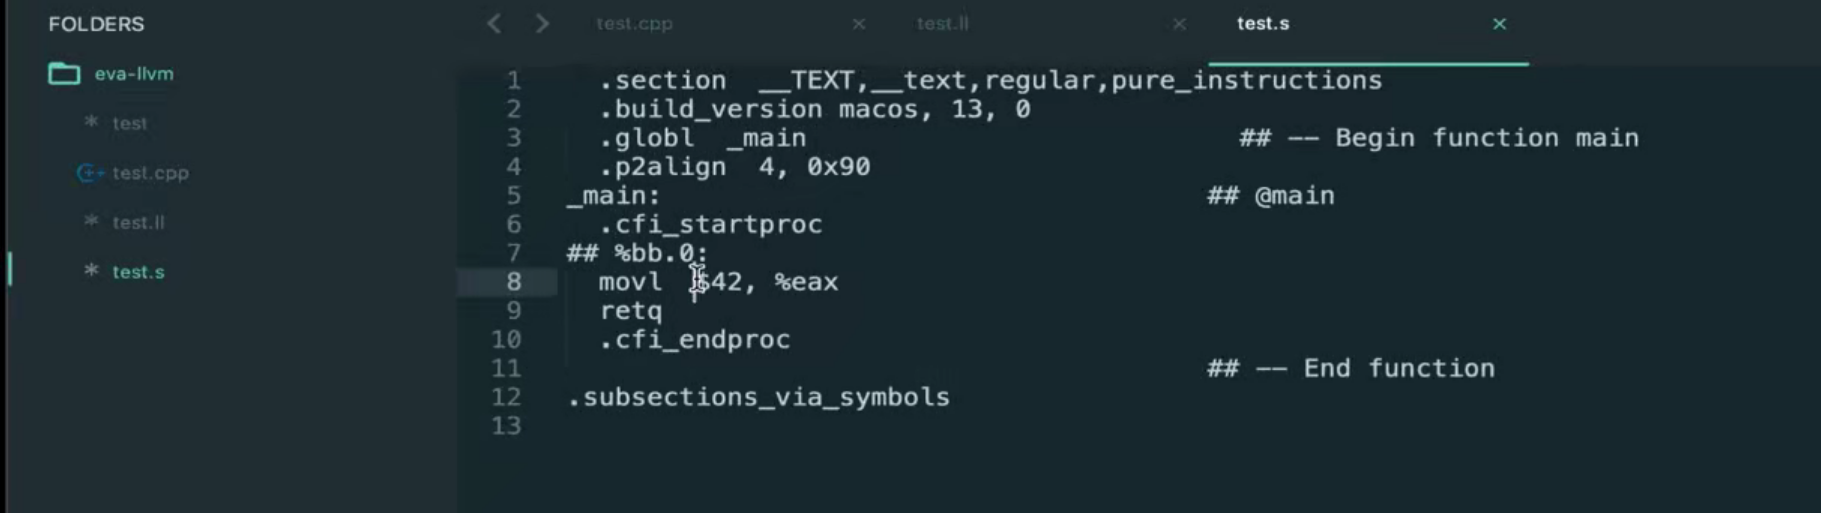 FOLDERS
eva-llvm
* test
test.cpp
* test.ll
* test.s
test.cpp × test.ll × test.s ×
1 .section __TEXT,__text,regular,pure_instructions
2 .build_version macos, 13, 0
3 .globl _main ## -- Begin function main
4 .p2align 4, 0x90
5 _main: ## @main
6 .cfi_startproc
7 ## %bb.0:
8 movl $42, %eax
9 retq
10 .cfi_endproc
11 ## -- End function
12 .subsections_via_symbols
13